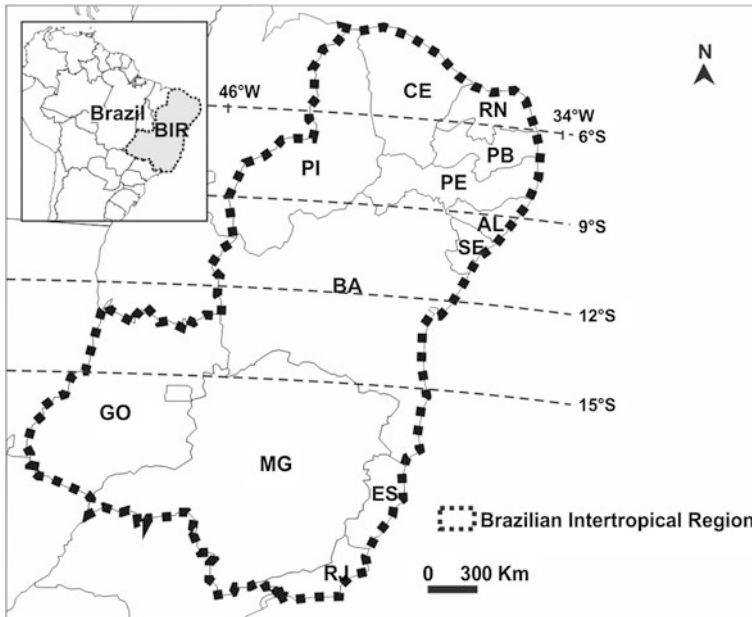 N
46°W
CE
34°W
Brazil
RN
6°S
BIR
PB
PI
PE
AL
9°S
SE
BA
12°S
15°S
GO
MG
ES
Brazilian Intertropical Region
RJ
0 300 Km